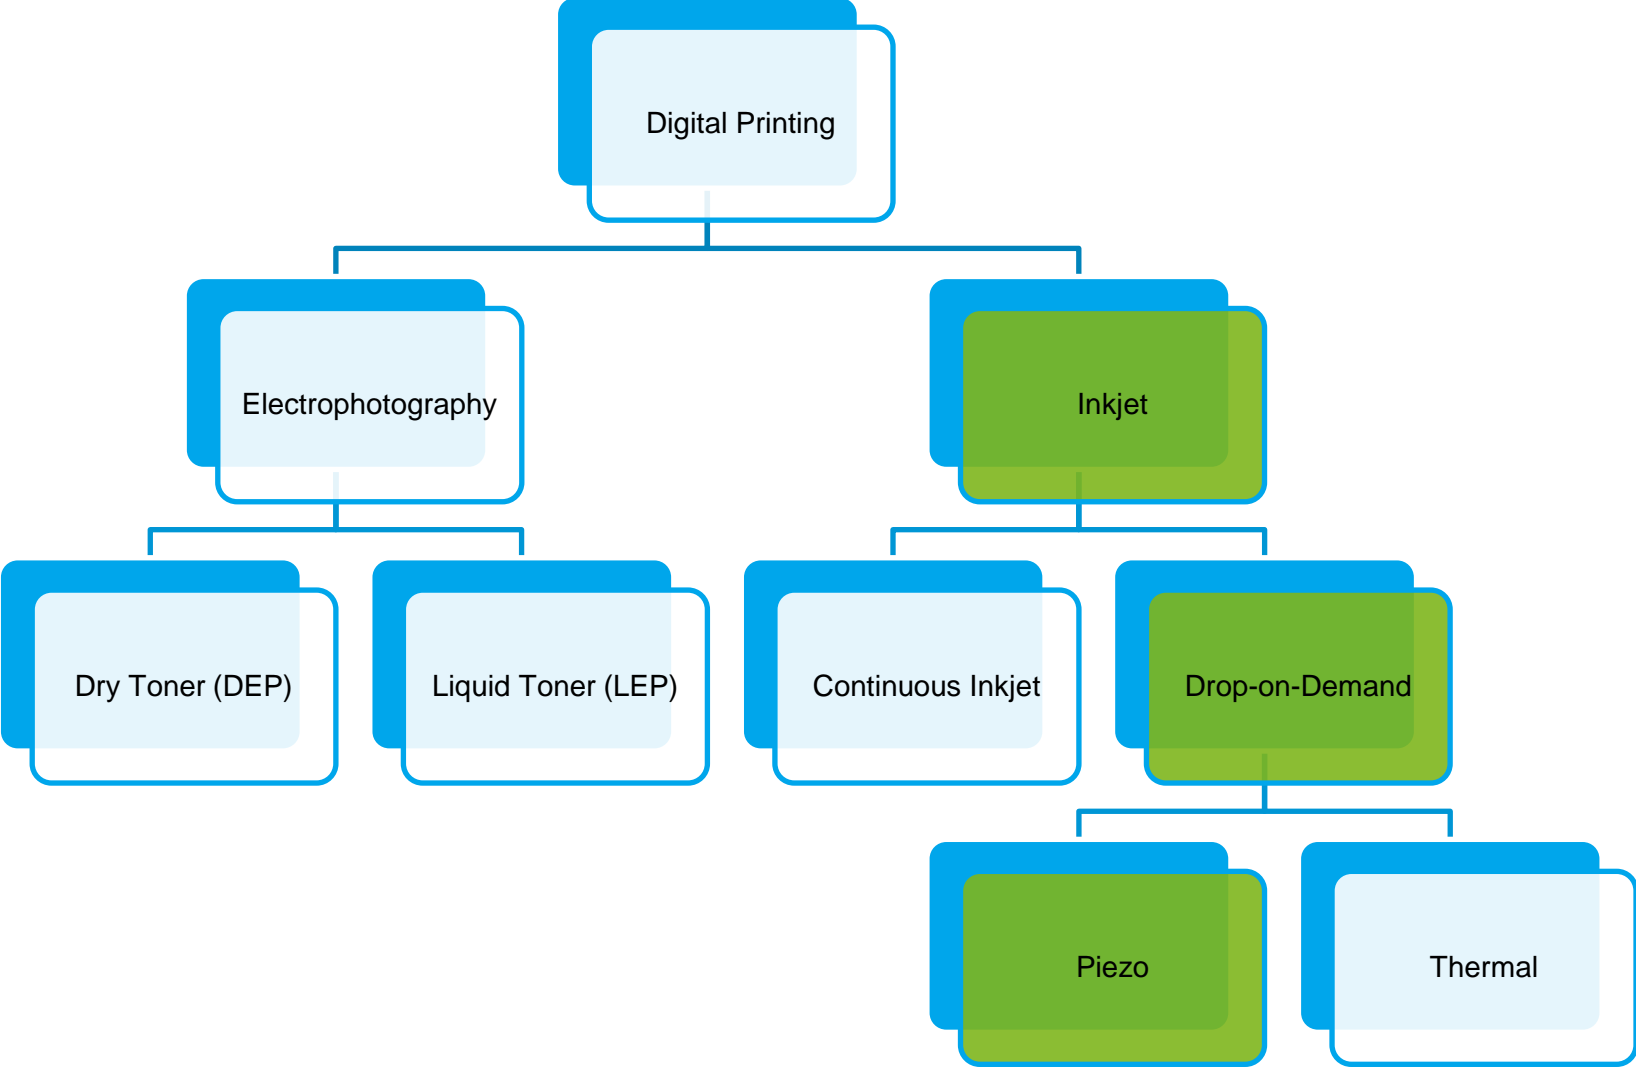 Digital Printing
Electrophotography
Inkjet
Dry Toner (DEP)
Liquid Toner (LEP)
Continuous Inkjet
Drop-on-Demand
Piezo
Thermal